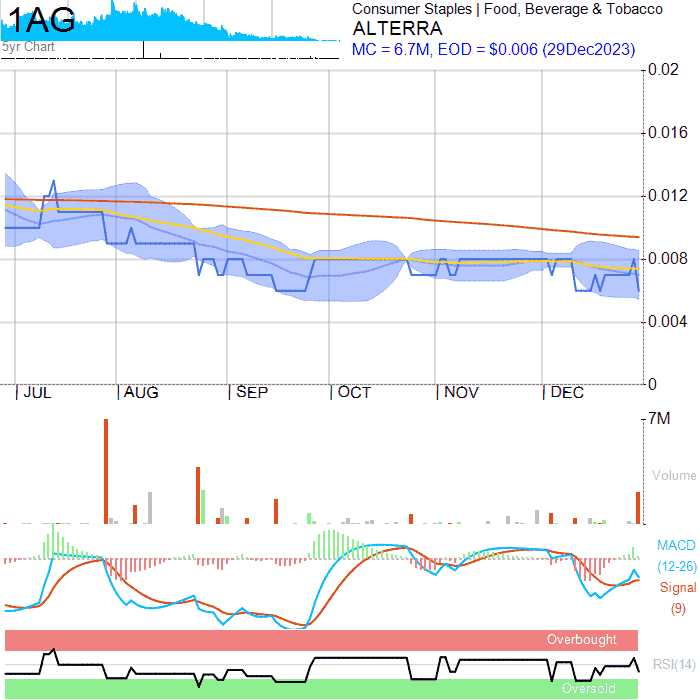 1AG
5yr Chart
Consumer Staples | Food, Beverage & Tobacco
ALTERRA
MC = 6.7M, EOD = $0.006 (29Dec2023)
0.02
0.016
0.012
0.008
0.004
0
JUL AUG SEP OCT NOV DEC
7M
Volume
MACD
(12-26)
Signal
(9)
Overbought
RSI(14)
Oversold